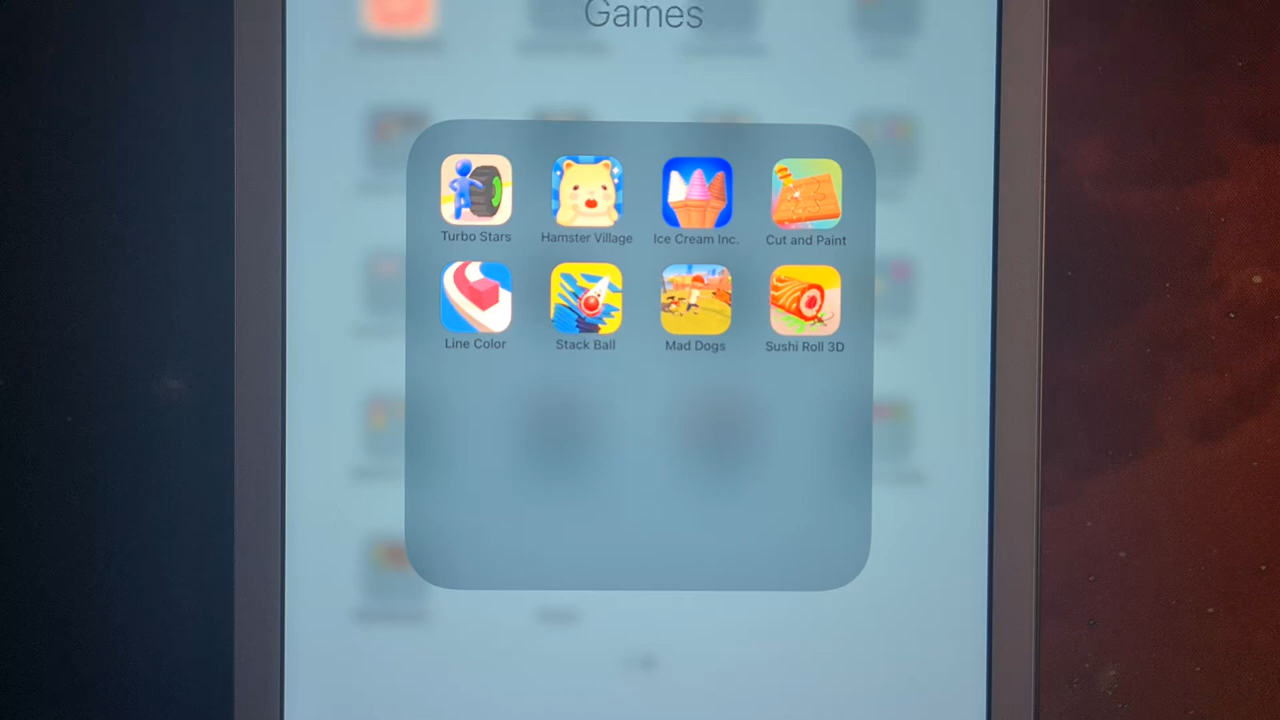 Games
Turbo Stars
Hamster Village
Ice Cream Inc.
Cut and Paint
Line Color
Stack Ball
Mad Dogs
Sushi Roll 3D